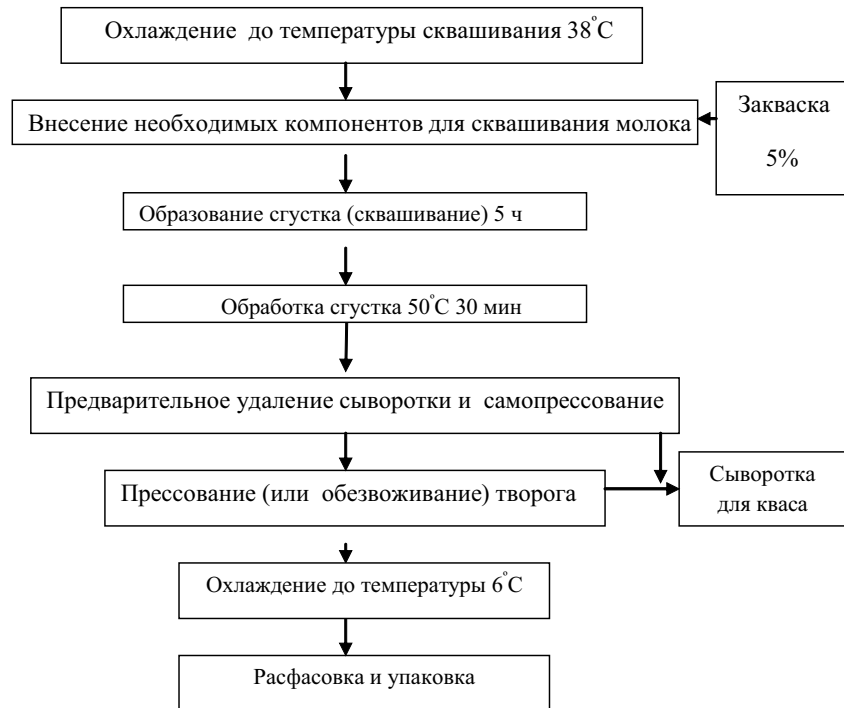 Охлаждение до температуры сквашивания 38°С
Внесение необходимых компонентов для сквашивания молока
Закваска
5%
Образование сгустка (сквашивание) 5 ч
Обработка сгустка 50°С 30 мин
Предварительное удаление сыворотки и самопрессование
Прессование (или обезвоживание) творога
Сыворотка
для кваса
Охлаждение до температуры 6°С
Расфасовка и упаковка